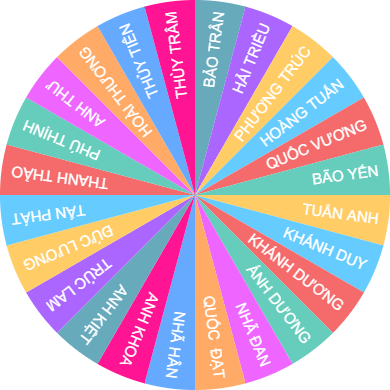 BẢO TRÂN
HẢI TRIỀU
PHƯƠNG TRÚC
HOÀNG TUẤN
QUỐC VƯƠNG
BẢO YẾN
TUẤN ANH
KHÁNH DUY
KHÁNH DƯƠNG
ÁNH DƯƠNG
NHÃ ĐAN
QUỐC ĐẠT
NHÃ HÂN
ANH KHOA
ANH KIỆT
TRÚC LAM
ĐỨC LƯƠNG
TẤN PHÁT
THANH THẢO
PHÚ THỊNH
ANH THƯ
HOÀI THƯƠNG
THỦY TIÊN
THÙY TRÂM